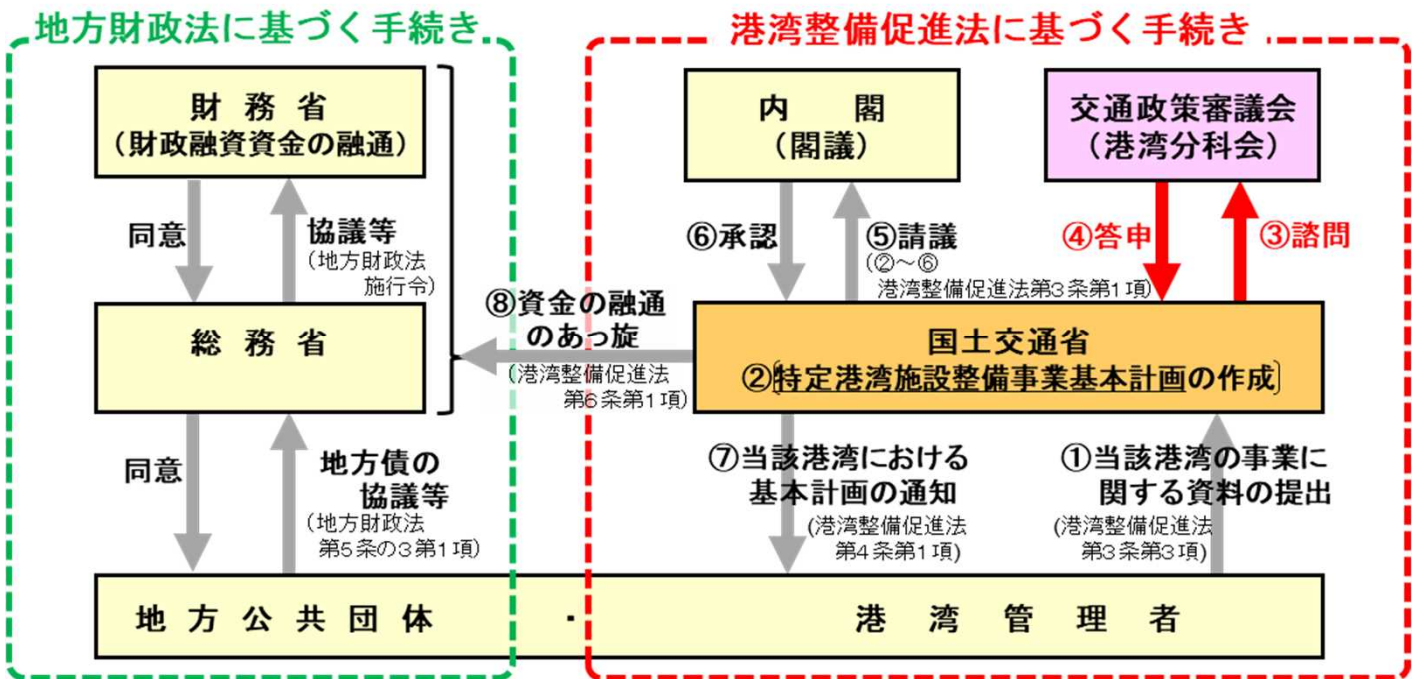 地方財政法に基づく手続き
財務省
(財政融資資金の融通)
同意
協議等
(地方財政法
施行令)
総務省
同意
地方債の
協議等
(地方財政法
第5条の3第1項)
港湾整備促進法に基づく手続き
内閣
(閣議)
交通政策審議会
(港湾分科会)
⑥承認
⑤請議
(②～⑥
港湾整備促進法第3条第1項)
④答申
③諮問
⑧資金の融通
のあっ旋
(港湾整備促進法
第6条第1項)
国土交通省
②[特定港湾施設整備事業基本計画の作成]
⑦当該港湾における
基本計画の通知
(港湾整備促進法
第4条第1項)
①当該港湾の事業に
関する資料の提出
(港湾整備促進法
第3条第3項)
地方公共団体・港湾管理者